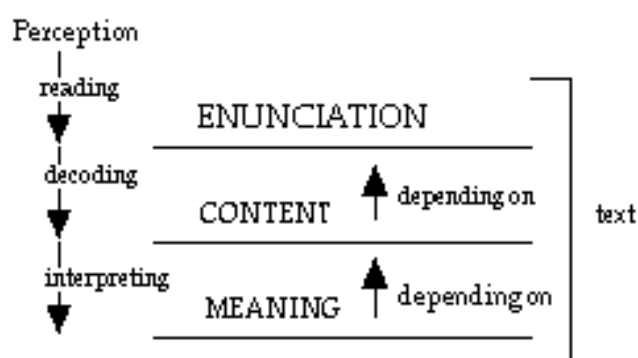 Perception
reading
ENUNCIATION
decoding
CONTENT
depending on
text
interpreting
MEANING
depending on